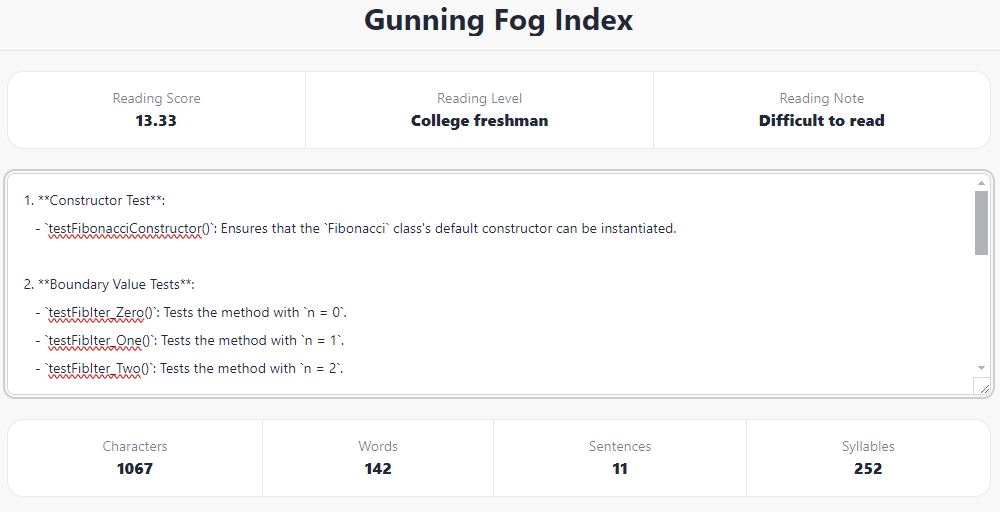 Gunning Fog Index
Reading Score
13.33
Reading Level
College freshman
Reading Note
Difficult to read
1. **Constructor Test**:
- `testFibonacciConstructor()`: Ensures that the `Fibonacci` class's default constructor can be instantiated.
2. **Boundary Value Tests**:
- `testFibIter_Zero()`: Tests the method with `n = 0`.
- `testFibIter_One()`: Tests the method with `n = 1`.
- `testFibIter_Two()`: Tests the method with `n = 2`.
Characters
1067
Words
142
Sentences
11
Syllables
252